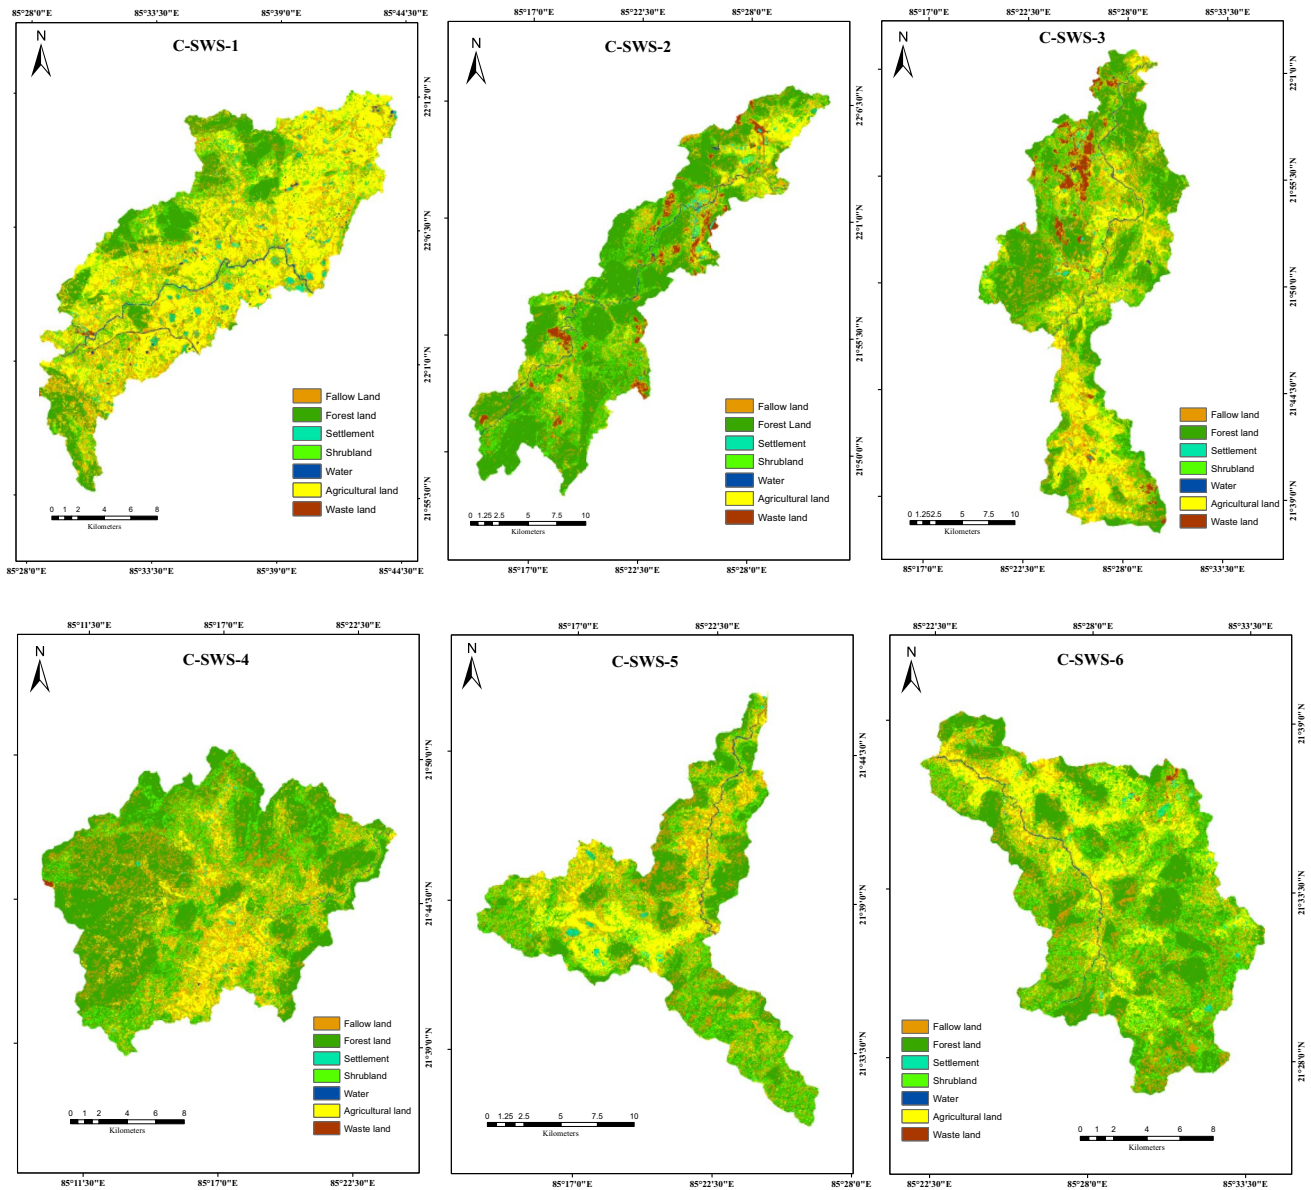 85°28'0"E 85°33'30"E 85°39'0"E 85°44'30"E
N
C-SWS-1
22°12'0"N
22°6'30"N
22°1'0"N
21°55'30"N
Fallow Land
Forest land
Settlement
Shrubland
Water
Agricultural land
Waste land
0 1 2 4 6 8
Kilometers
85°28'0"E 85°33'30"E 85°39'0"E 85°44'30"E
85°17'0"E 85°22'30"E 85°28'0"E
N
C-SWS-2
22°6'30"N
22°1'0"N
21°55'30"N
21°50'0"N
Fallow land
Forest Land
Settlement
Shrubland
Water
Agricultural land
Waste land
0 1.25 2.5 5 7.5 10
Kilometers
85°17'0"E 85°22'30"E 85°28'0"E
85°17'0"E 85°22'30"E 85°28'0"E 85°33'30"E
N
C-SWS-3
22°1'0"N
21°55'30"N
21°50'0"N
21°44'30"N
21°39'0"N
Fallow land
Forest land
Settlement
Shrubland
Water
Agricultural land
Waste land
0 1.25 2.5 5 7.5 10
Kilometers
85°17'0"E 85°22'30"E 85°28'0"E 85°33'30"E
85°11'30"E 85°17'0"E 85°22'30"E
N
C-SWS-4
21°50'0"N
21°44'30"N
21°39'0"N
Fallow land
Forest land
Settlement
Shrubland
Water
Agricultural land
Waste land
0 1 2 4 6 8
Kilometers
85°11'30"E 85°17'0"E 85°22'30"E
85°17'0"E 85°22'30"E
N
C-SWS-5
21°44'30"N
21°39'0"N
21°33'30"N
0 1.25 2.5 5 7.5 10
Kilometers
85°17'0"E 85°22'30"E 85°28'0"E
85°22'30"E 85°28'0"E 85°33'30"E
N
C-SWS-6
21°39'0"N
21°33'30"N
21°28'0"N
Fallow land
Forest land
Settlement
Shrubland
Water
Agricultural land
Waste land
0 1 2 4 6 8
Kilometers
85°22'30"E 85°28'0"E 85°33'30"E